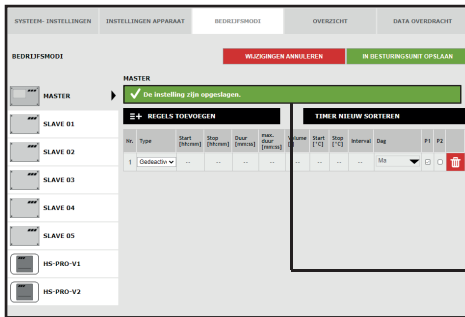 SYSTEEM- INSTELLINGEN INSTELLINGEN APPARAAT BEDRIJFSMODI OVERZICHT DATA OVERDRACHT
BEDRIJFSMODI
WIJZIGINGEN ANNULEREN
IN BESTURINGSUNIT OPSLAAN
MASTER
SLAVE 01
SLAVE 02
SLAVE 03
SLAVE 04
SLAVE 05
HS-PRO-V1
HS-PRO-V2
MASTER
De instelling zijn opgeslagen.
REGELS TOEVOEGEN
TIMER NIEUW SORTEREN
Nr. Type Start [hh:mm] Stop [hh:mm] Duur [mm:ss] max. duur [mm:ss] Volume Start [°C] Stop [°C] Interval Dag P1 P2
1 Gedeactiv -- -- -- -- -- -- -- -- Ma